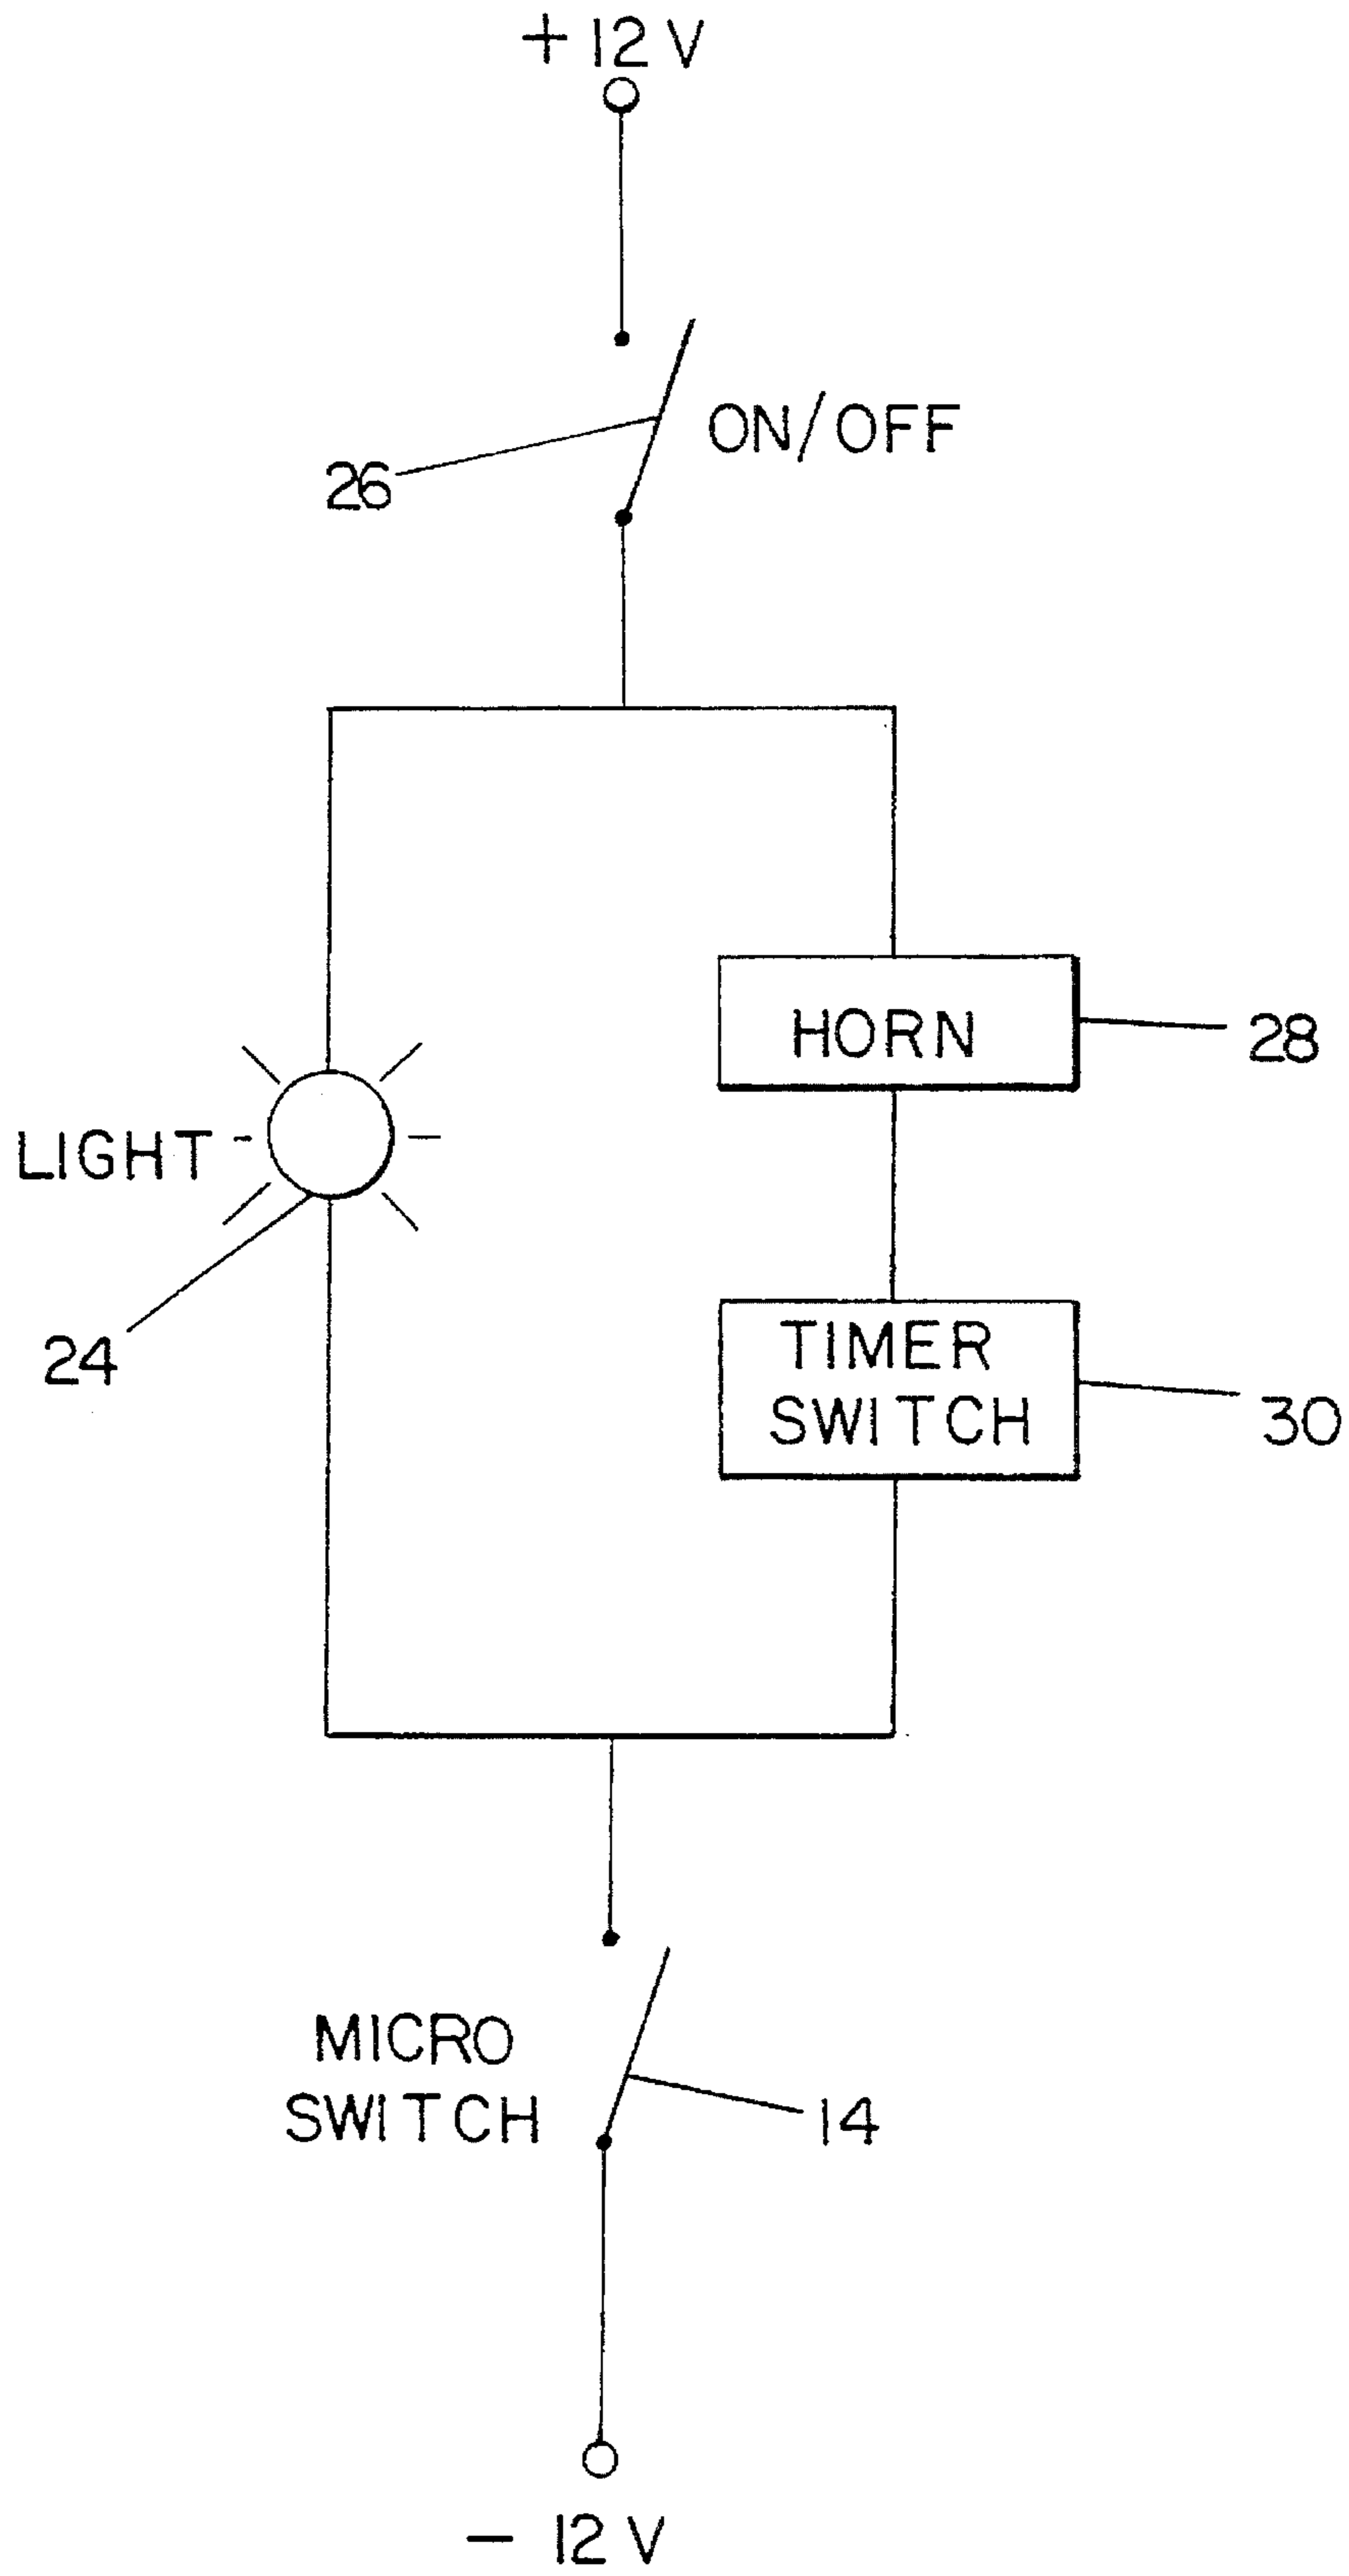 + 12 V
ON/OFF
26
HORN
28
LIGHT
24
TIMER
SWITCH
30
MICRO
SWITCH
14
− 12 V